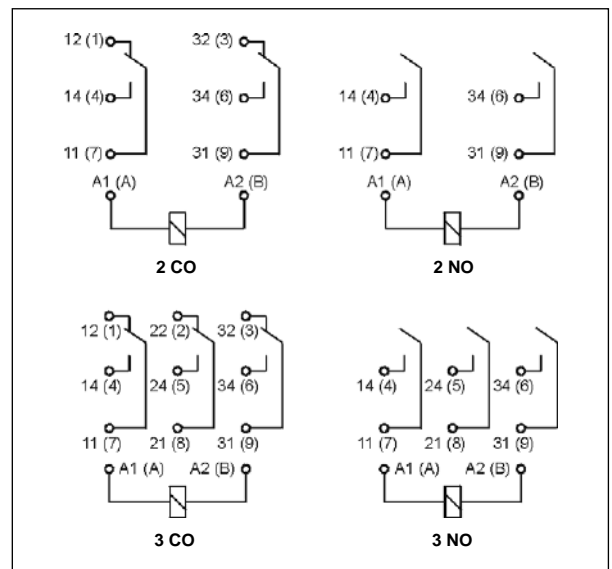 12 (1) 32 (3)
14 (4) 34 (6) 14 (4) 34 (6)
11 (7) 31 (9) 11 (7) 31 (9)
A1 (A) A2 (B) A1 (A) A2 (B)
2 CO 2 NO
12 (1) 22 (2) 32 (3)
14 (4) 24 (5) 34 (6) 14 (4) 24 (5) 34 (6)
11 (7) 21 (8) 31 (9) 11 (7) 21 (8) 31 (9)
A1 (A) A2 (B) A1 (A) A2 (B)
3 CO 3 NO